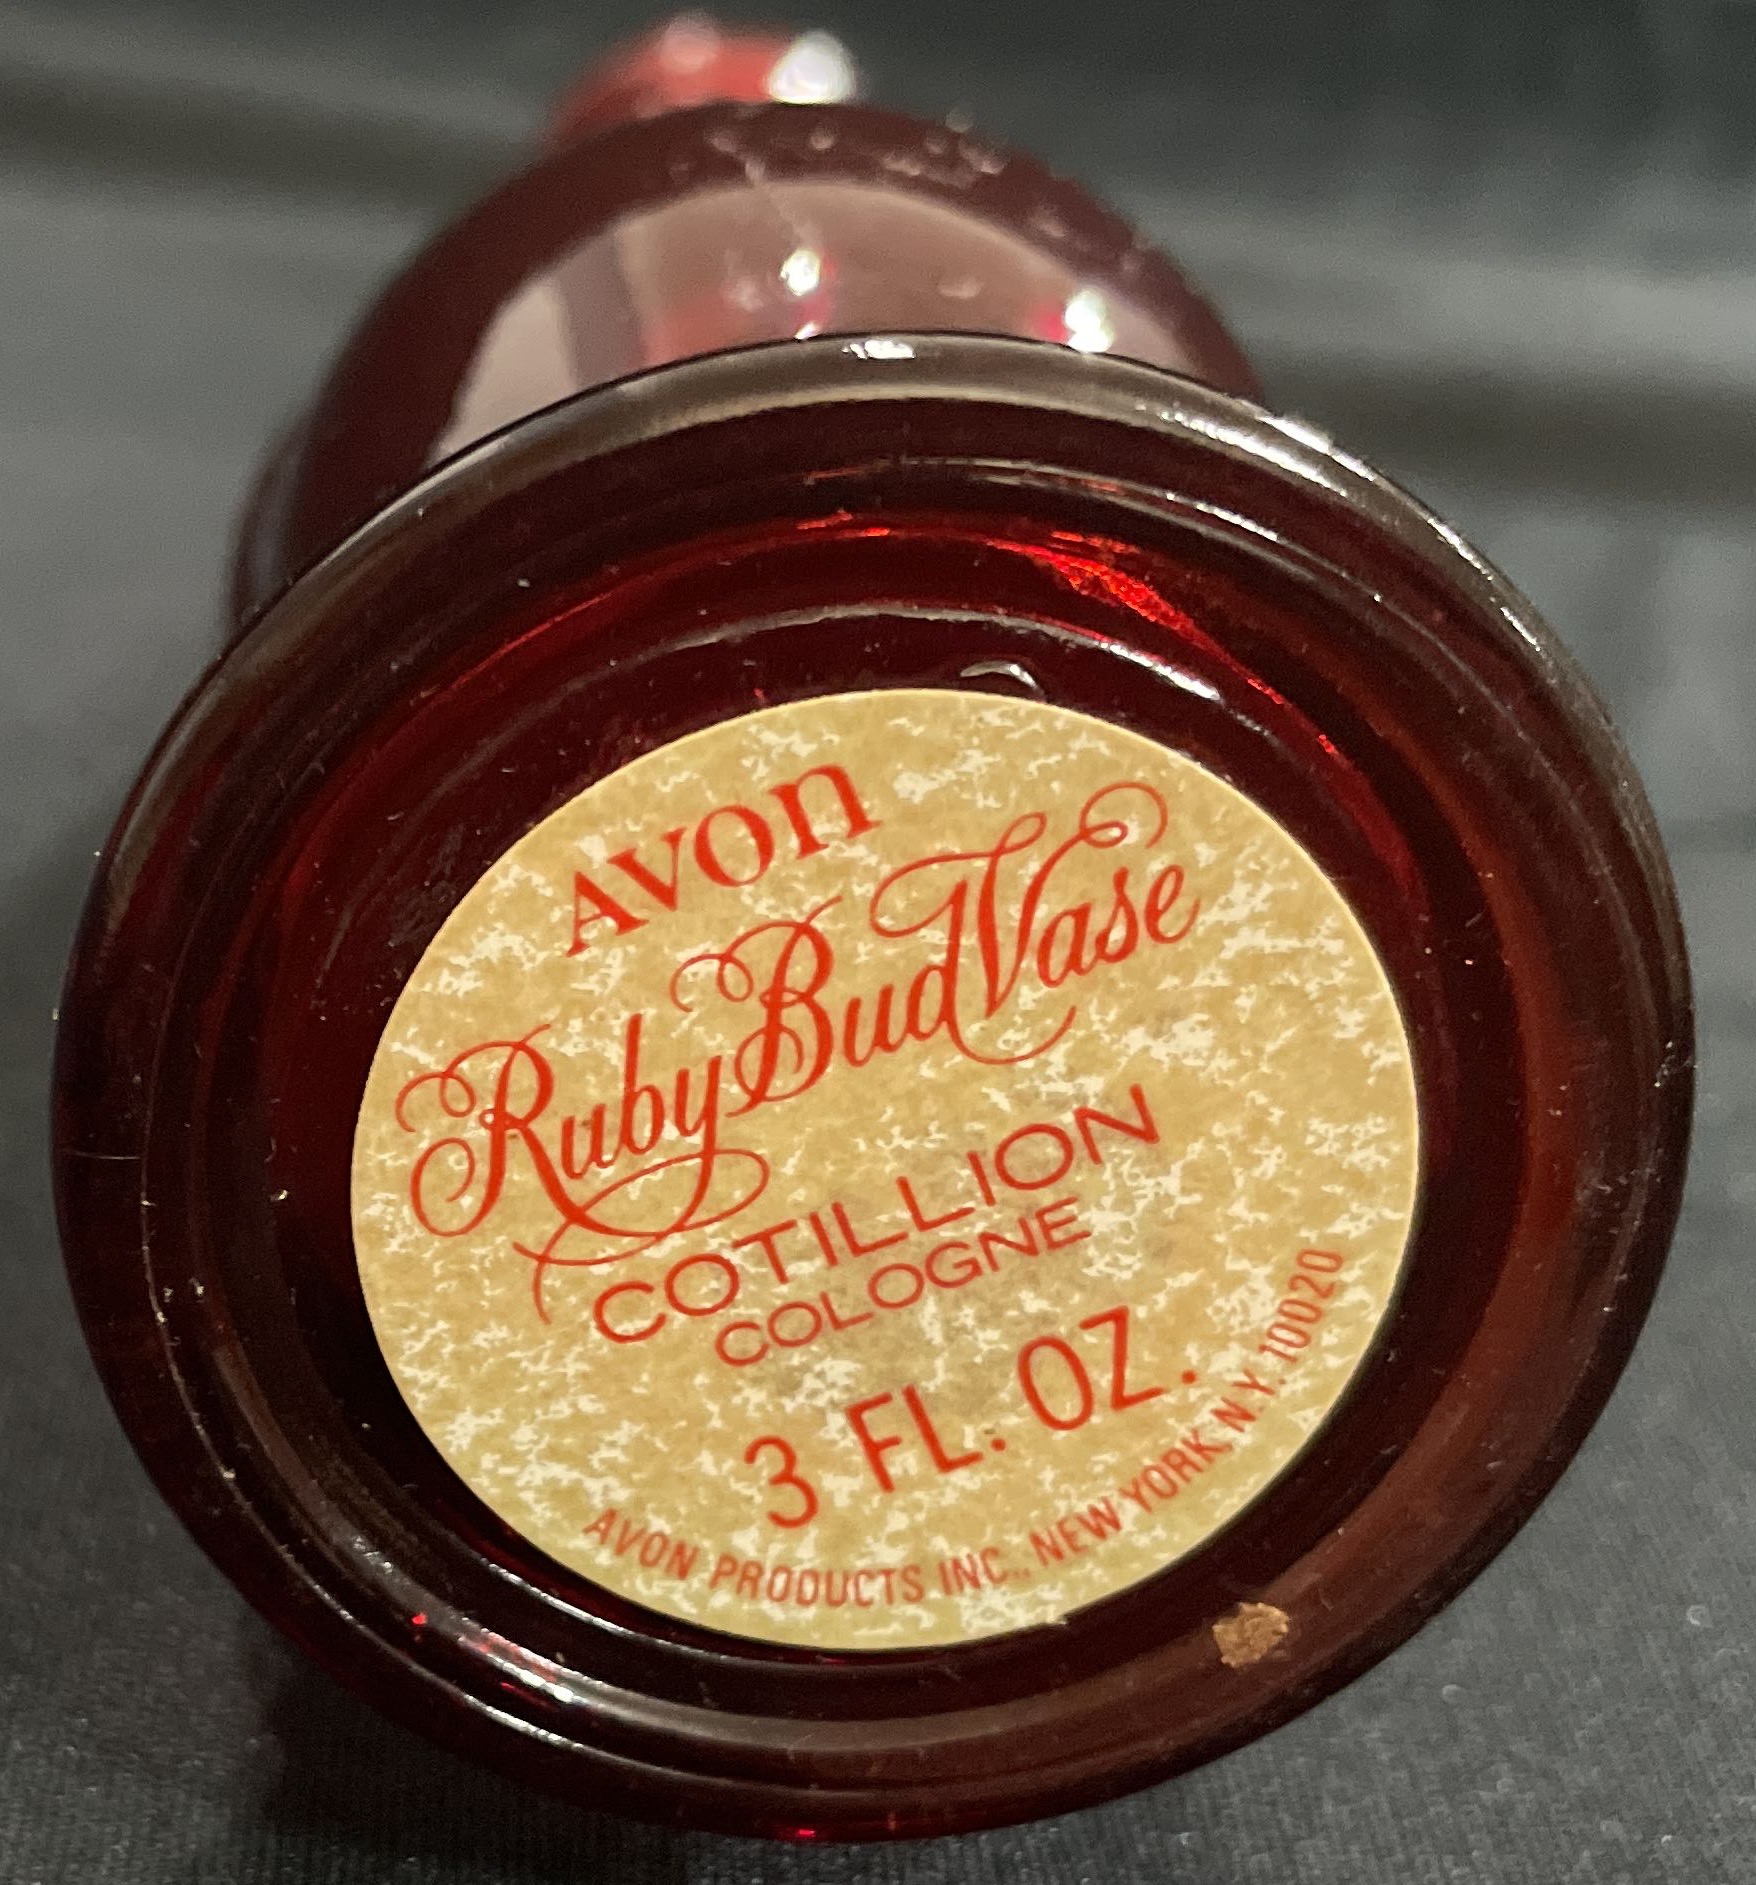 AVON
Ruby Bud Vase
COTILLION
COLOGNE
3 FL. OZ.
AVON PRODUCTS INC., NEW YORK, N.Y. 10020